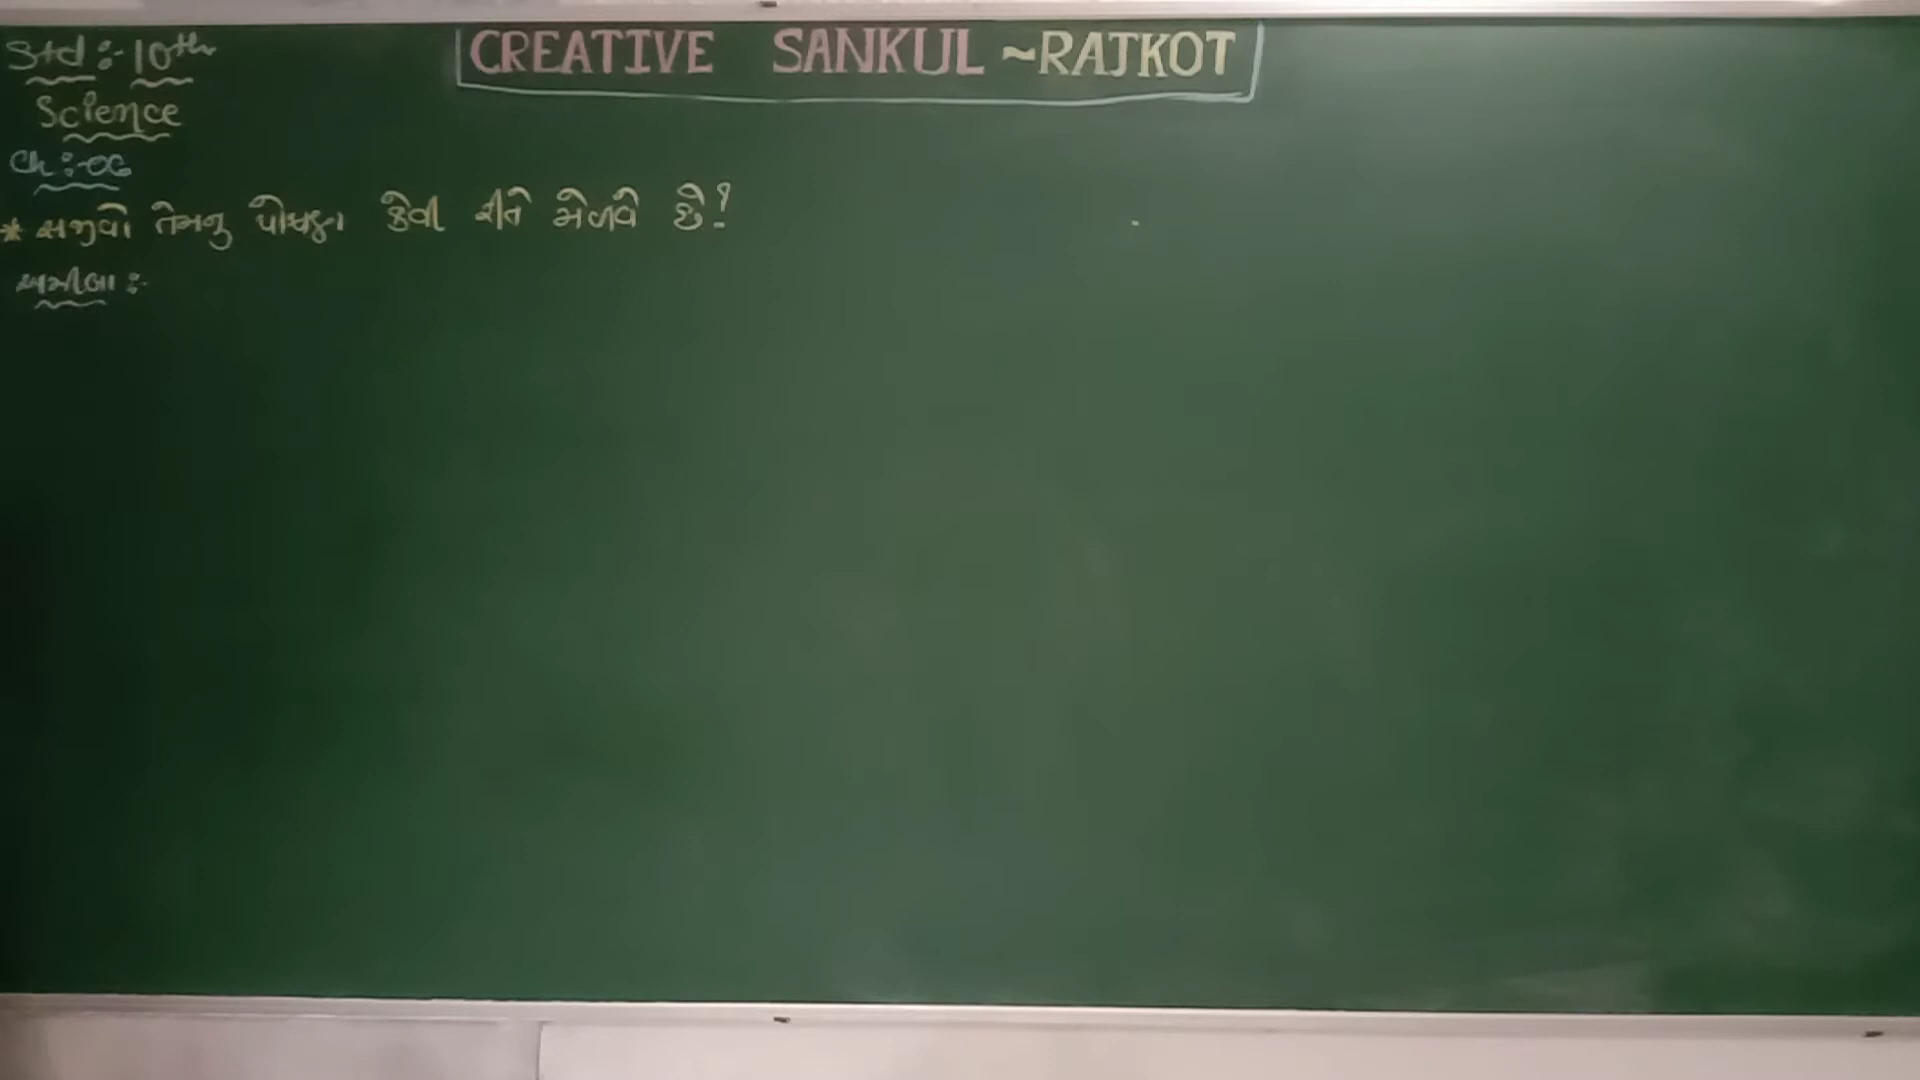 CREATIVE SANKUL ~RAJKOT
Std :- 10th
Science
Ch :- 06
* સજીવો તેમનુ પોષણ કેવી રીતે મેળવે છે?
અમીબા :-